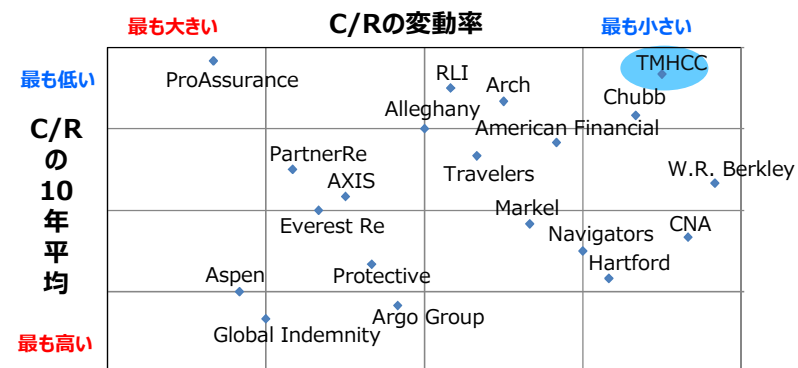 最も大きい
C/Rの変動率
最も小さい
最も低い
ProAssurance
RLI
Arch
TMHCC
Chubb
Alleghany
American Financial
C/R
の
10
年
平
均
PartnerRe
AXIS
Travelers
W.R. Berkley
Everest Re
Markel
Navigators
CNA
Hartford
Aspen
Protective
Global Indemnity
Argo Group
最も高い